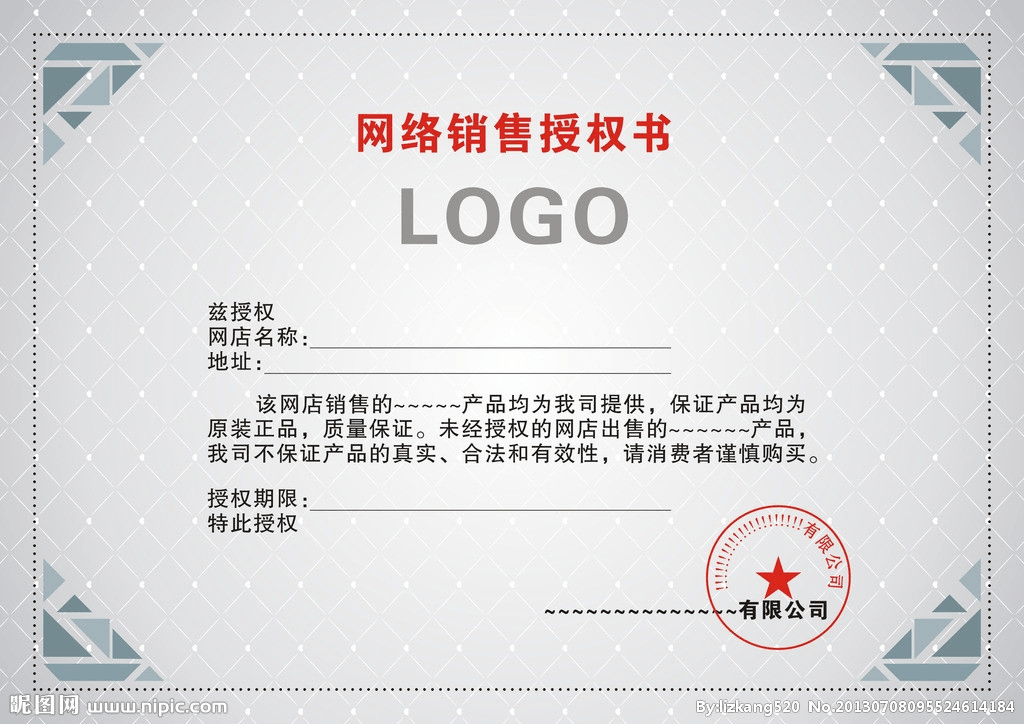 网络销售授权书
LOGO
兹授权
网店名称:
地址:
该网店销售的~~~~~产品均为我司提供，保证产品均为
原装正品，质量保证。未经授权的网店出售的~~~~~~产品，
我司不保证产品的真实、合法和有效性，请消费者谨慎购买。
授权期限:
特此授权
!!!!!!!!!!!!!!!!!!!!有限公司
~~~~~~~~~~~~~~有限公司
昵图网 www.nipic.com
By:lizkang520 No.20130708095524614184